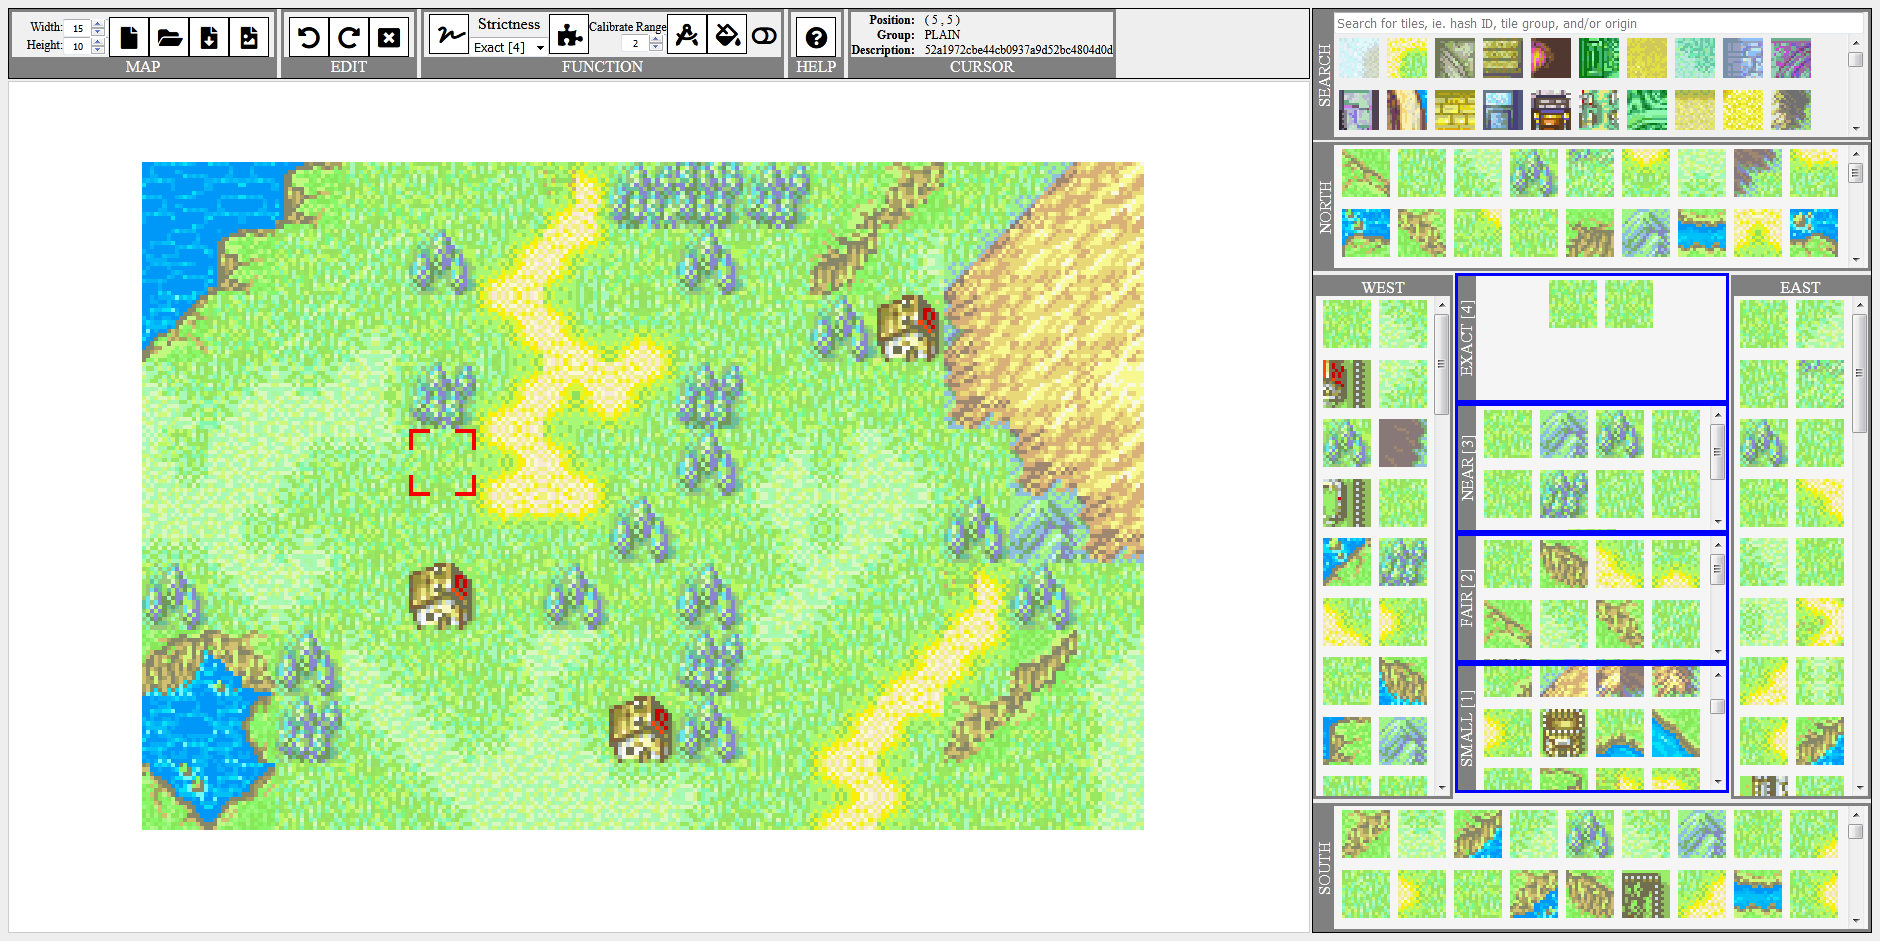 Width: 15
Height: 10
MAP
EDIT
Strictness
Exact [4]
Calibrate Range
2
FUNCTION
HELP
Position: (5,5)
Group: PLAIN
Description: 52a1972cbe44cb0937a9d52bc4804d0d
CURSOR
SEARCH
Search for tiles, ie. hash ID, tile group, and/or origin
NORTH
WEST
EXACT [4]
NEAR [3]
FAIR [2]
SMALL [1]
EAST
SOUTH